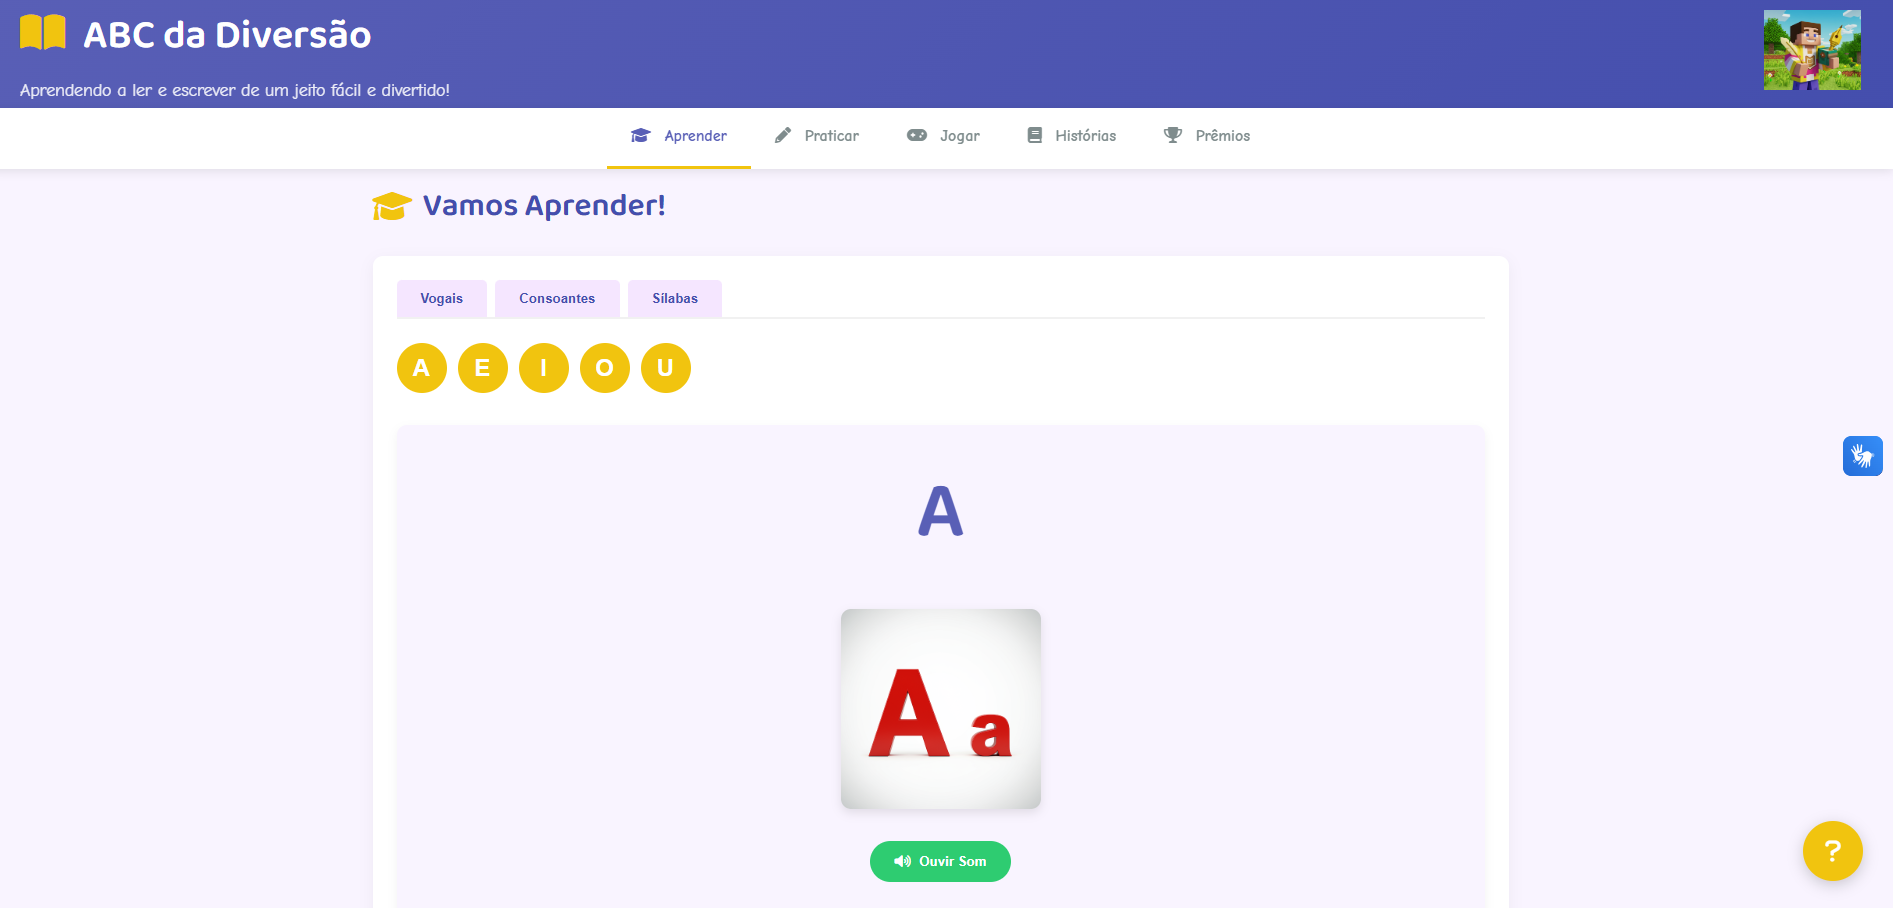 ABC da Diversão
Aprendendo a ler e escrever de um jeito fácil e divertido!
Aprender Praticar Jogar Histórias Prêmios
Vamos Aprender!
Vogais Consoantes Sílabas
A E I O U
A
A a
Ouvir Som
?